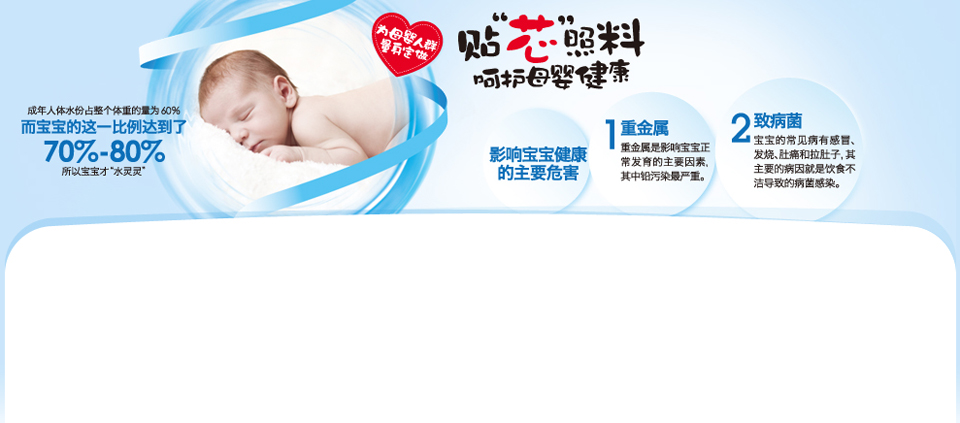 为母婴人群
量身定做
贴“芯”照料
呵护母婴健康
成年人体水份占整个体重的量为60%
而宝宝的这一比例达到了
70%-80%
所以宝宝才“水灵灵”
影响宝宝健康
的主要危害
1 重金属
重金属是影响宝宝正
常发育的主要因素,
其中铅污染最严重。
2 致病菌
宝宝的常见病有感冒、
发烧、肚痛和拉肚子,其
主要的病因就是饮食不
洁导致的病菌感染。